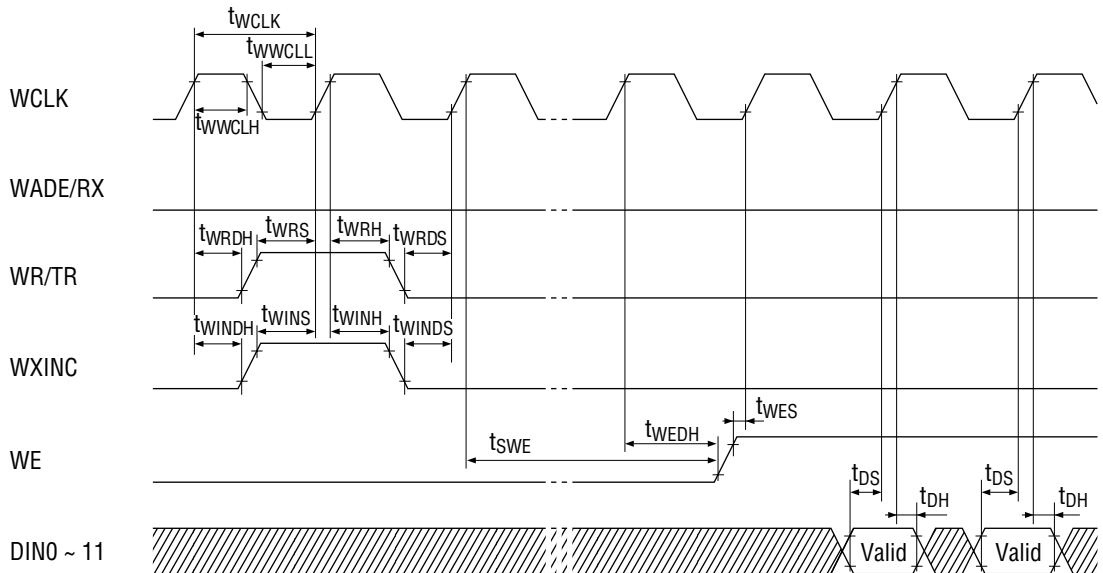 tWCLK
tWWCLL
WCLK
tWWCLH
WADE/RX
tWRDH tWRS tWRH tWRDS
WR/TR
tWINDH tWINS tWINH tWINDS
WXINC
tWES
tSWE tWEDH
WE
tDS tDH tDS tDH
DIN0 ~ 11 Valid Valid